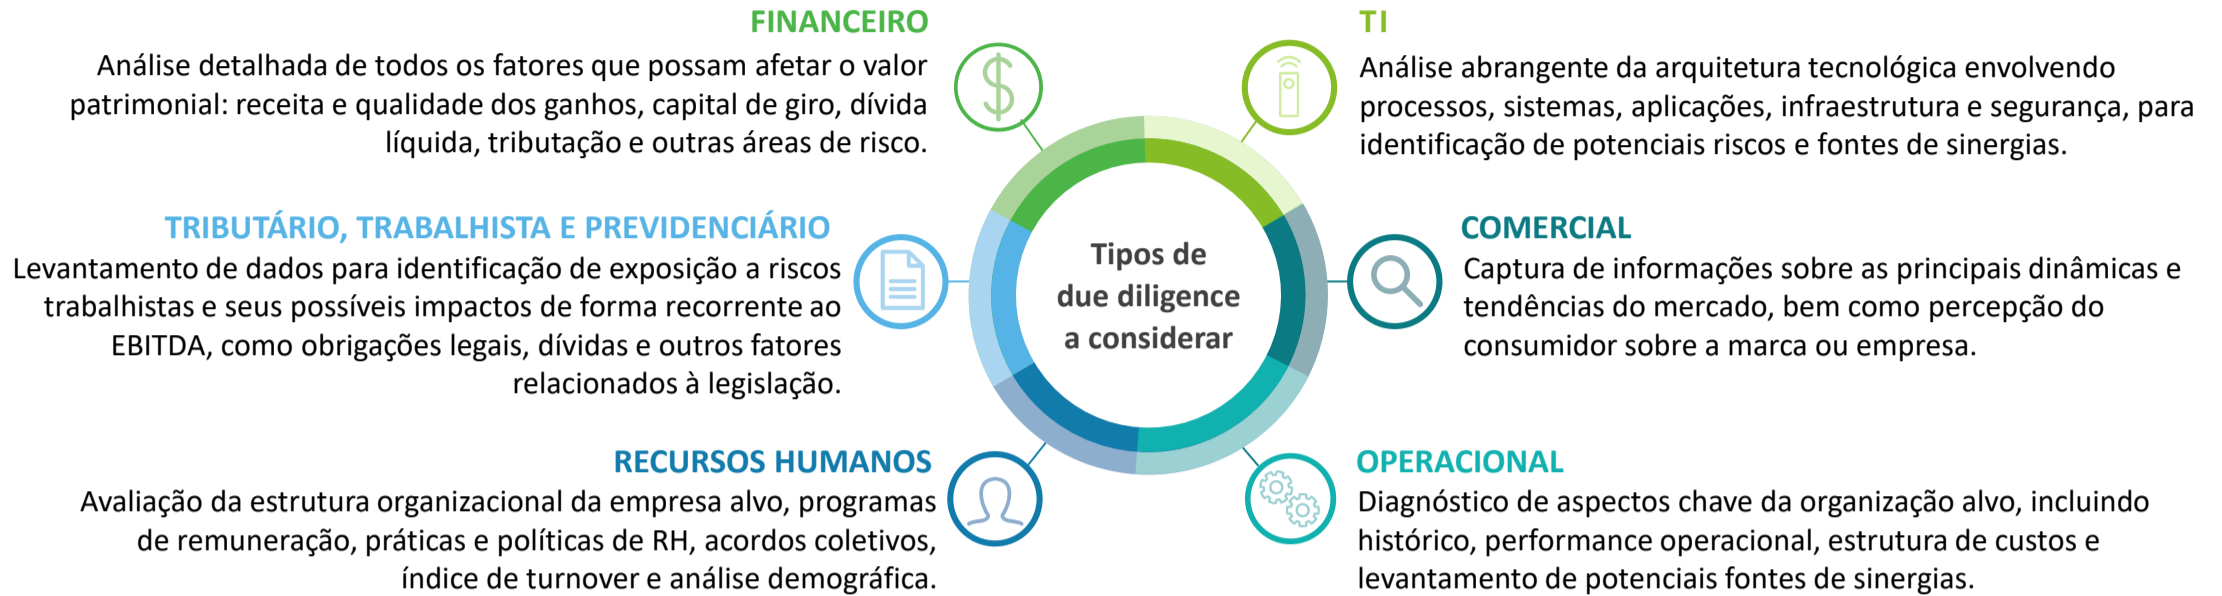 FINANCEIRO
Análise detalhada de todos os fatores que possam afetar o valor
patrimonial: receita e qualidade dos ganhos, capital de giro, dívida
líquida, tributação e outras áreas de risco.
TRIBUTÁRIO, TRABALHISTA E PREVIDENCIÁRIO
Levantamento de dados para identificação de exposição a riscos
trabalhistas e seus possíveis impactos de forma recorrente ao
EBITDA, como obrigações legais, dívidas e outros fatores
relacionados à legislação.
RECURSOS HUMANOS
Avaliação da estrutura organizacional da empresa alvo, programas
de remuneração, práticas e políticas de RH, acordos coletivos,
índice de turnover e análise demográfica.
Tipos de
due diligence
a considerar
TI
Análise abrangente da arquitetura tecnológica envolvendo
processos, sistemas, aplicações, infraestrutura e segurança, para
identificação de potenciais riscos e fontes de sinergias.
COMERCIAL
Captura de informações sobre as principais dinâmicas e
tendências do mercado, bem como percepção do
consumidor sobre a marca ou empresa.
OPERACIONAL
Diagnóstico de aspectos chave da organização alvo, incluindo
histórico, performance operacional, estrutura de custos e
levantamento de potenciais fontes de sinergias.